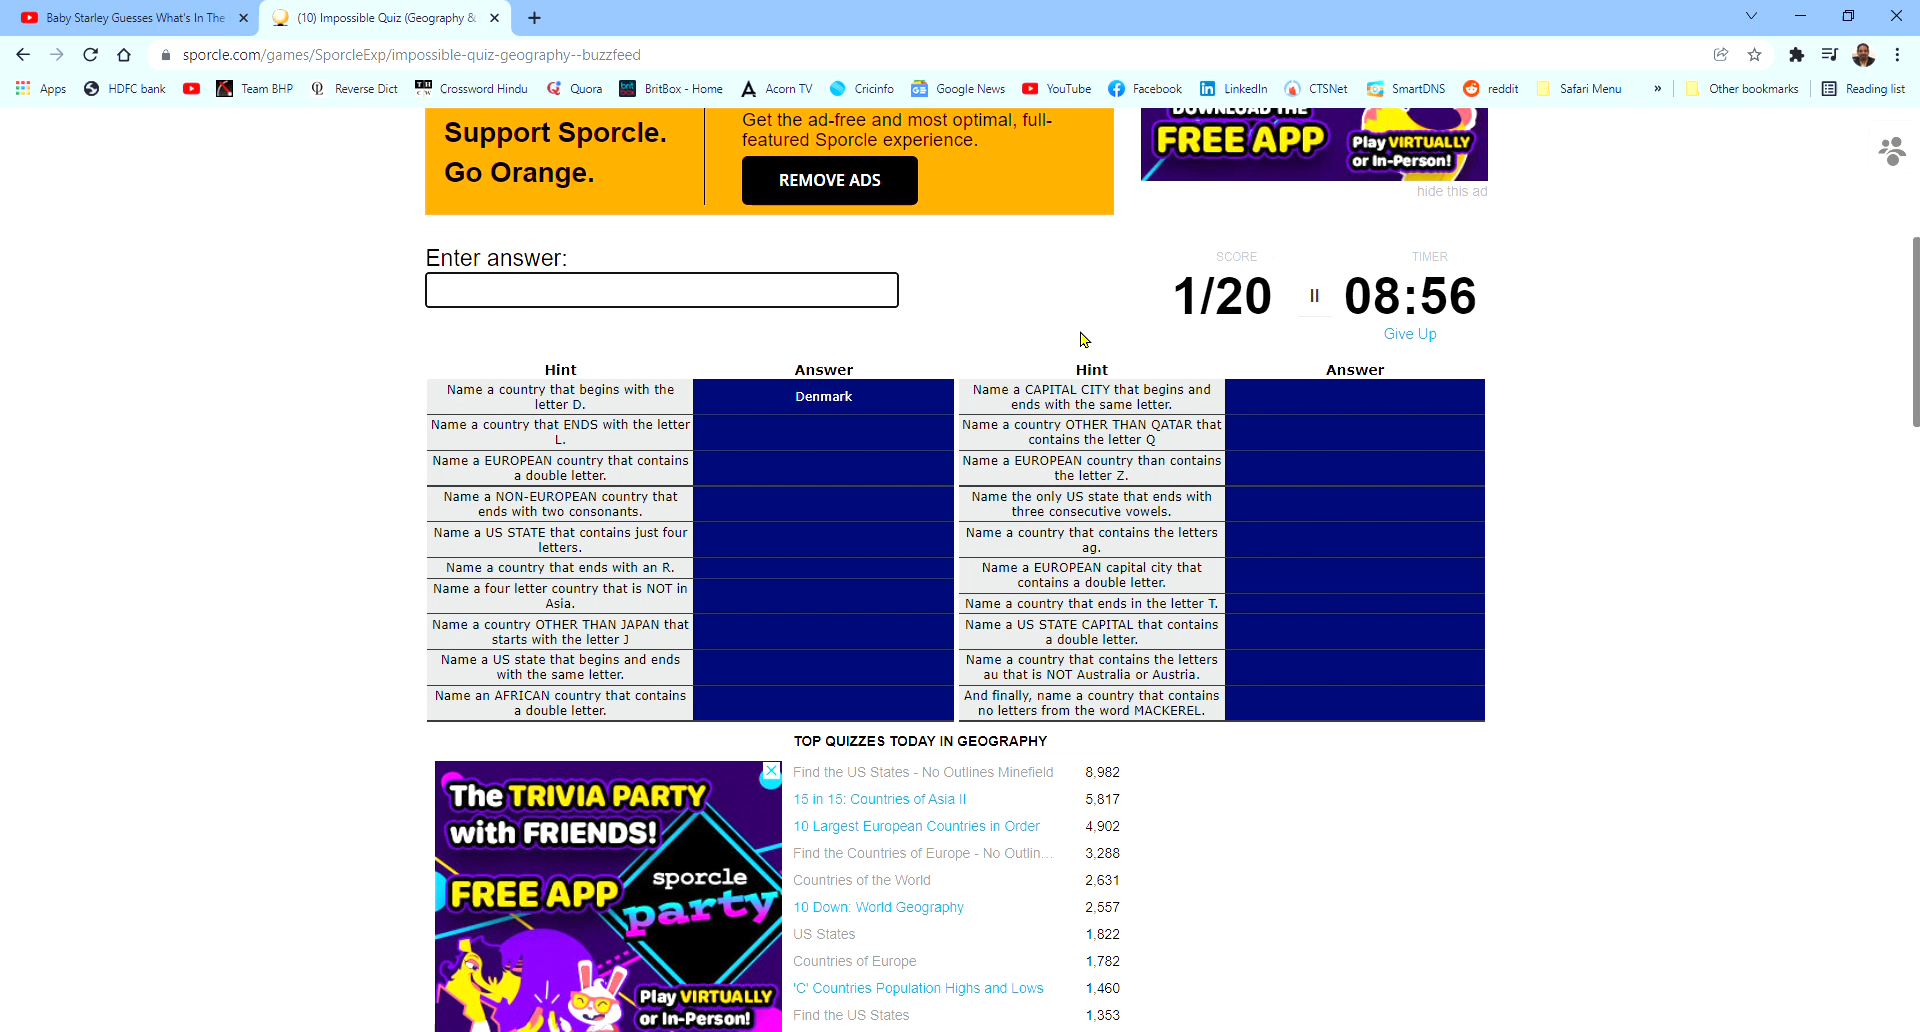 Baby Starley Guesses What's In The
(10) Impossible Quiz (Geography &
sporcle.com/games/SporcleExp/impossible-quiz-geography--buzzfeed
Apps
HDFC bank
Team BHP
Reverse Dict
Crossword Hindu
Quora
BritBox - Home
Acorn TV
Cricinfo
Google News
YouTube
Facebook
LinkedIn
CTSNet
SmartDNS
reddit
Safari Menu
»
Other bookmarks
Reading list
Support Sporcle.
Go Orange.
Get the ad-free and most optimal, full-
featured Sporcle experience.
REMOVE ADS
DOWNLOAD THE
FREE APP
Play VIRTUALLY
or In-Person!
hide this ad
Enter answer:
SCORE
TIMER
1/20
08:56
Give Up
Hint Answer Hint Answer
Name a country that begins with the
letter D.
Denmark
Name a CAPITAL CITY that begins and
ends with the same letter.
Name a country that ENDS with the letter
L.
Name a country OTHER THAN QATAR that
contains the letter Q
Name a EUROPEAN country that contains
a double letter.
Name a EUROPEAN country than contains
the letter Z.
Name a NON-EUROPEAN country that
ends with two consonants.
Name the only US state that ends with
three consecutive vowels.
Name a US STATE that contains just four
letters.
Name a country that contains the letters
ag.
Name a country that ends with an R.
Name a EUROPEAN capital city that
contains a double letter.
Name a four letter country that is NOT in
Asia.
Name a country that ends in the letter T.
Name a country OTHER THAN JAPAN that
starts with the letter J
Name a US STATE CAPITAL that contains
a double letter.
Name a US state that begins and ends
with the same letter.
Name a country that contains the letters
au that is NOT Australia or Austria.
Name an AFRICAN country that contains
a double letter.
And finally, name a country that contains
no letters from the word MACKEREL.
TOP QUIZZES TODAY IN GEOGRAPHY
Find the US States - No Outlines Minefield 8,982
15 in 15: Countries of Asia II 5,817
10 Largest European Countries in Order 4,902
Find the Countries of Europe - No Outlin... 3,288
Countries of the World 2,631
10 Down: World Geography 2,557
US States 1,822
Countries of Europe 1,782
'C' Countries Population Highs and Lows 1,460
Find the US States 1,353
The TRIVIA PARTY
with FRIENDS!
FREE APP
sporcle
party
Play VIRTUALLY
or In-Person!